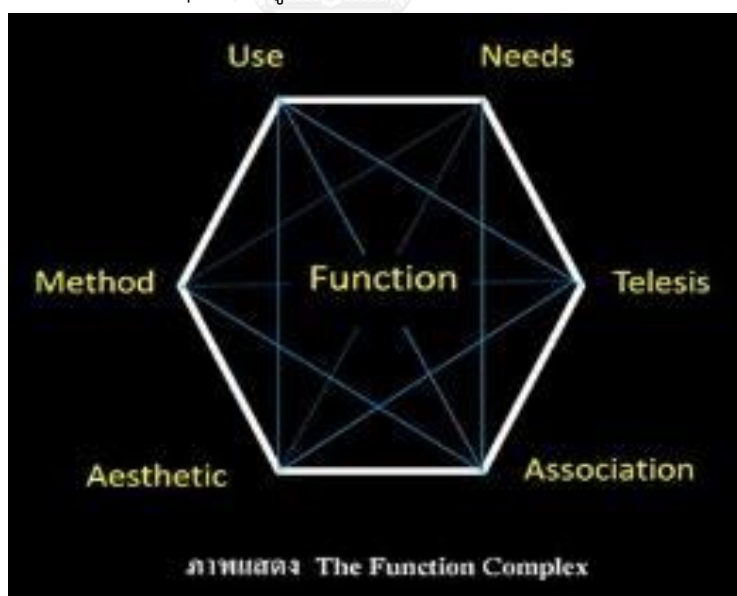 Use Needs
Method Function Telesis
Aesthetic Association
ภาพแสดง The Function Complex